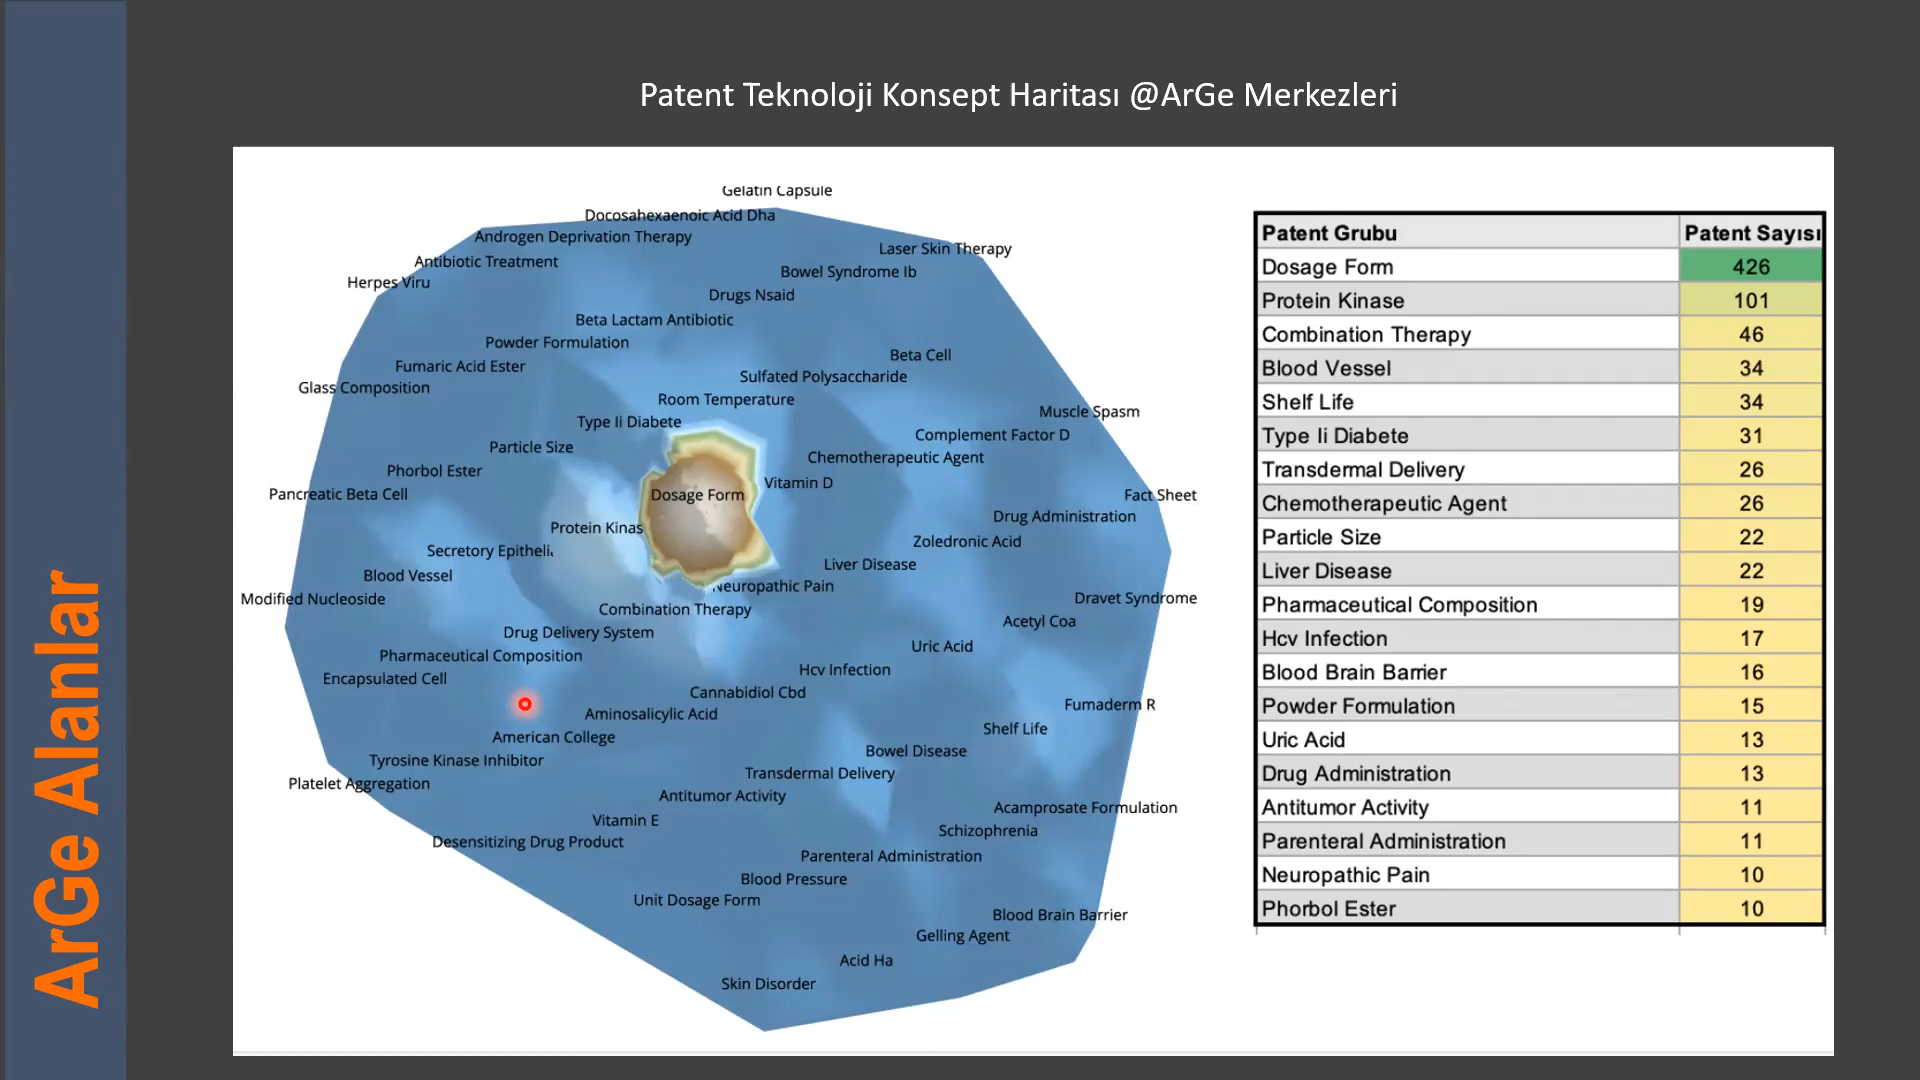 Patent Teknoloji Konsept Haritası @ArGe Merkezleri
ArGe Alanlar
Gelatin Capsule
Docosahexaenoic Acid Dha
Androgen Deprivation Therapy
Laser Skin Therapy
Antibiotic Treatment
Bowel Syndrome Ib
Herpes Viru
Drugs Nsaid
Beta Lactam Antibiotic
Powder Formulation
Beta Cell
Fumaric Acid Ester
Sulfated Polysaccharide
Glass Composition
Room Temperature
Muscle Spasm
Type Ii Diabete
Complement Factor D
Particle Size
Chemotherapeutic Agent
Phorbol Ester
Vitamin D
Pancreatic Beta Cell
Dosage Form
Fact Sheet
Drug Administration
Protein Kinas
Zoledronic Acid
Secretory Epitheli
Liver Disease
Blood Vessel
Neuropathic Pain
Modified Nucleoside
Dravet Syndrome
Combination Therapy
Acetyl Coa
Drug Delivery System
Uric Acid
Pharmaceutical Composition
Hcv Infection
Encapsulated Cell
Cannabidiol Cbd
Fumaderm R
Aminosalicylic Acid
Shelf Life
American College
Bowel Disease
Tyrosine Kinase Inhibitor
Transdermal Delivery
Platelet Aggregation
Antitumor Activity
Acamprosate Formulation
Vitamin E
Schizophrenia
Desensitizing Drug Product
Parenteral Administration
Blood Pressure
Unit Dosage Form
Blood Brain Barrier
Gelling Agent
Acid Ha
Skin Disorder
Patent Grubu Patent Sayısı
Dosage Form 426
Protein Kinase 101
Combination Therapy 46
Blood Vessel 34
Shelf Life 34
Type Ii Diabete 31
Transdermal Delivery 26
Chemotherapeutic Agent 26
Particle Size 22
Liver Disease 22
Pharmaceutical Composition 19
Hcv Infection 17
Blood Brain Barrier 16
Powder Formulation 15
Uric Acid 13
Drug Administration 13
Antitumor Activity 11
Parenteral Administration 11
Neuropathic Pain 10
Phorbol Ester 10